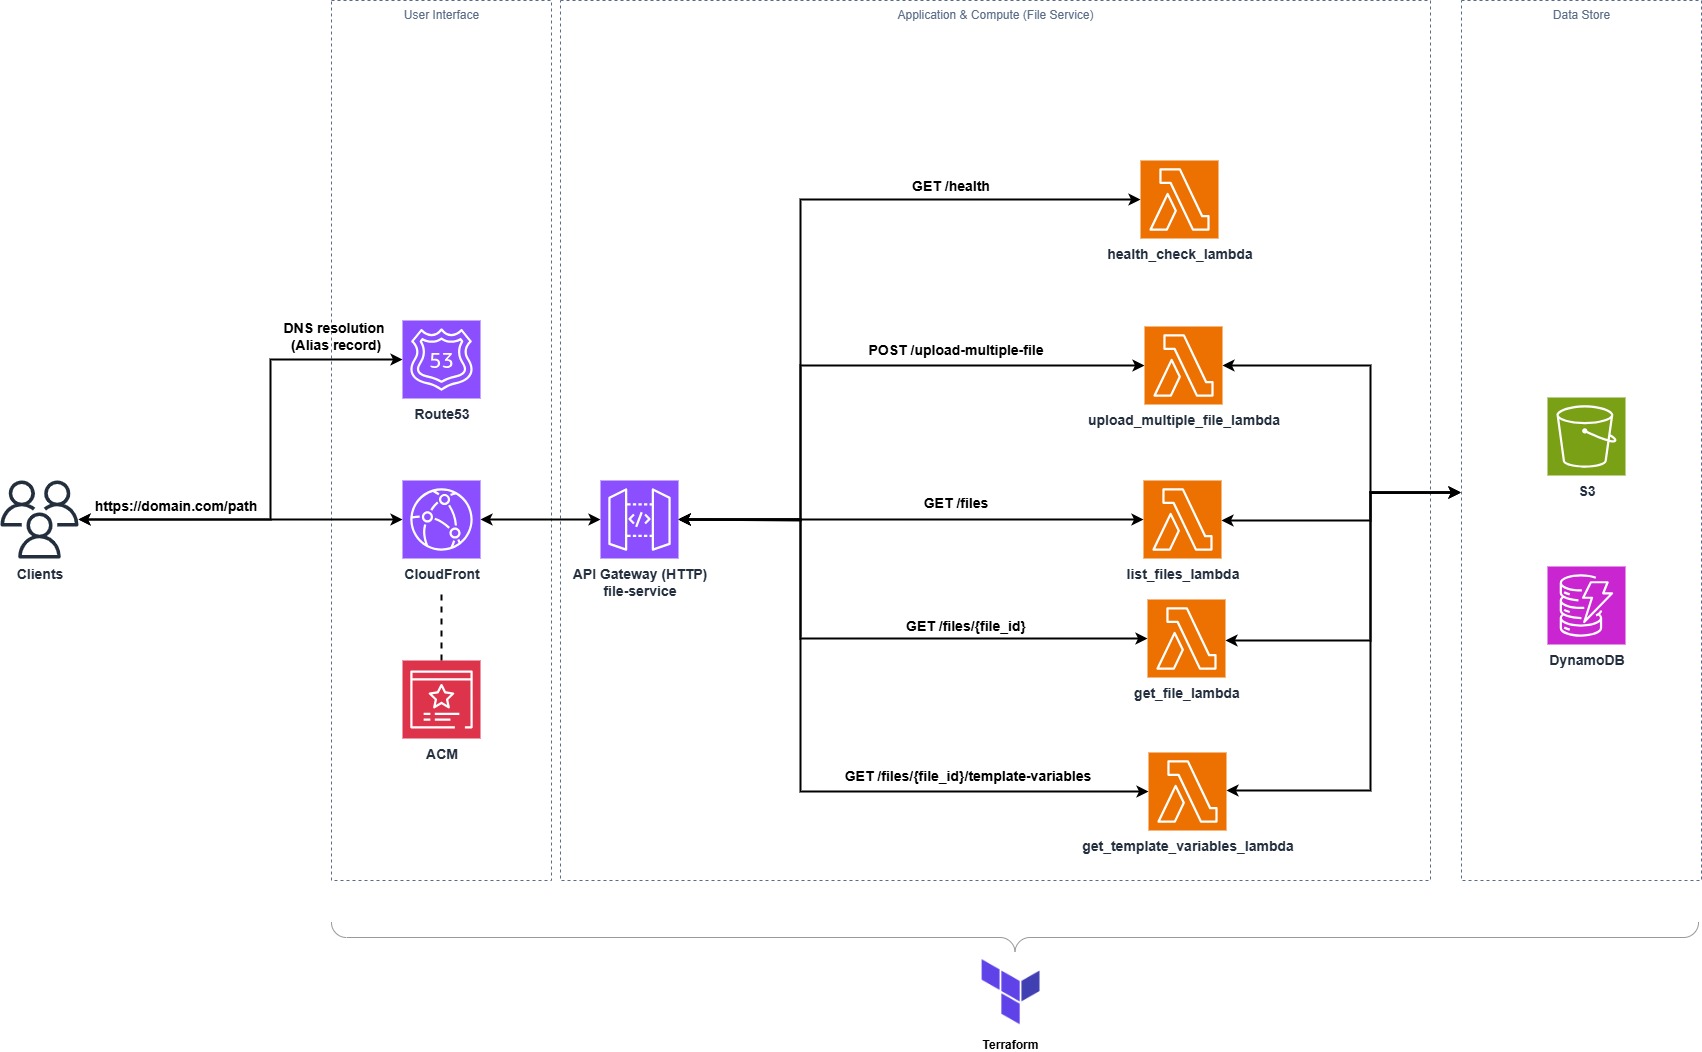 User Interface
Application & Compute (File Service)
Data Store
GET /health
health_check_lambda
DNS resolution
(Alias record)
53
Route53
POST /upload-multiple-file
upload_multiple_file_lambda
S3
https://domain.com/path
Clients
CloudFront
</>
API Gateway (HTTP)
file-service
GET /files
list_files_lambda
GET /files/{file_id}
get_file_lambda
DynamoDB
ACM
GET /files/{file_id}/template-variables
get_template_variables_lambda
Terraform